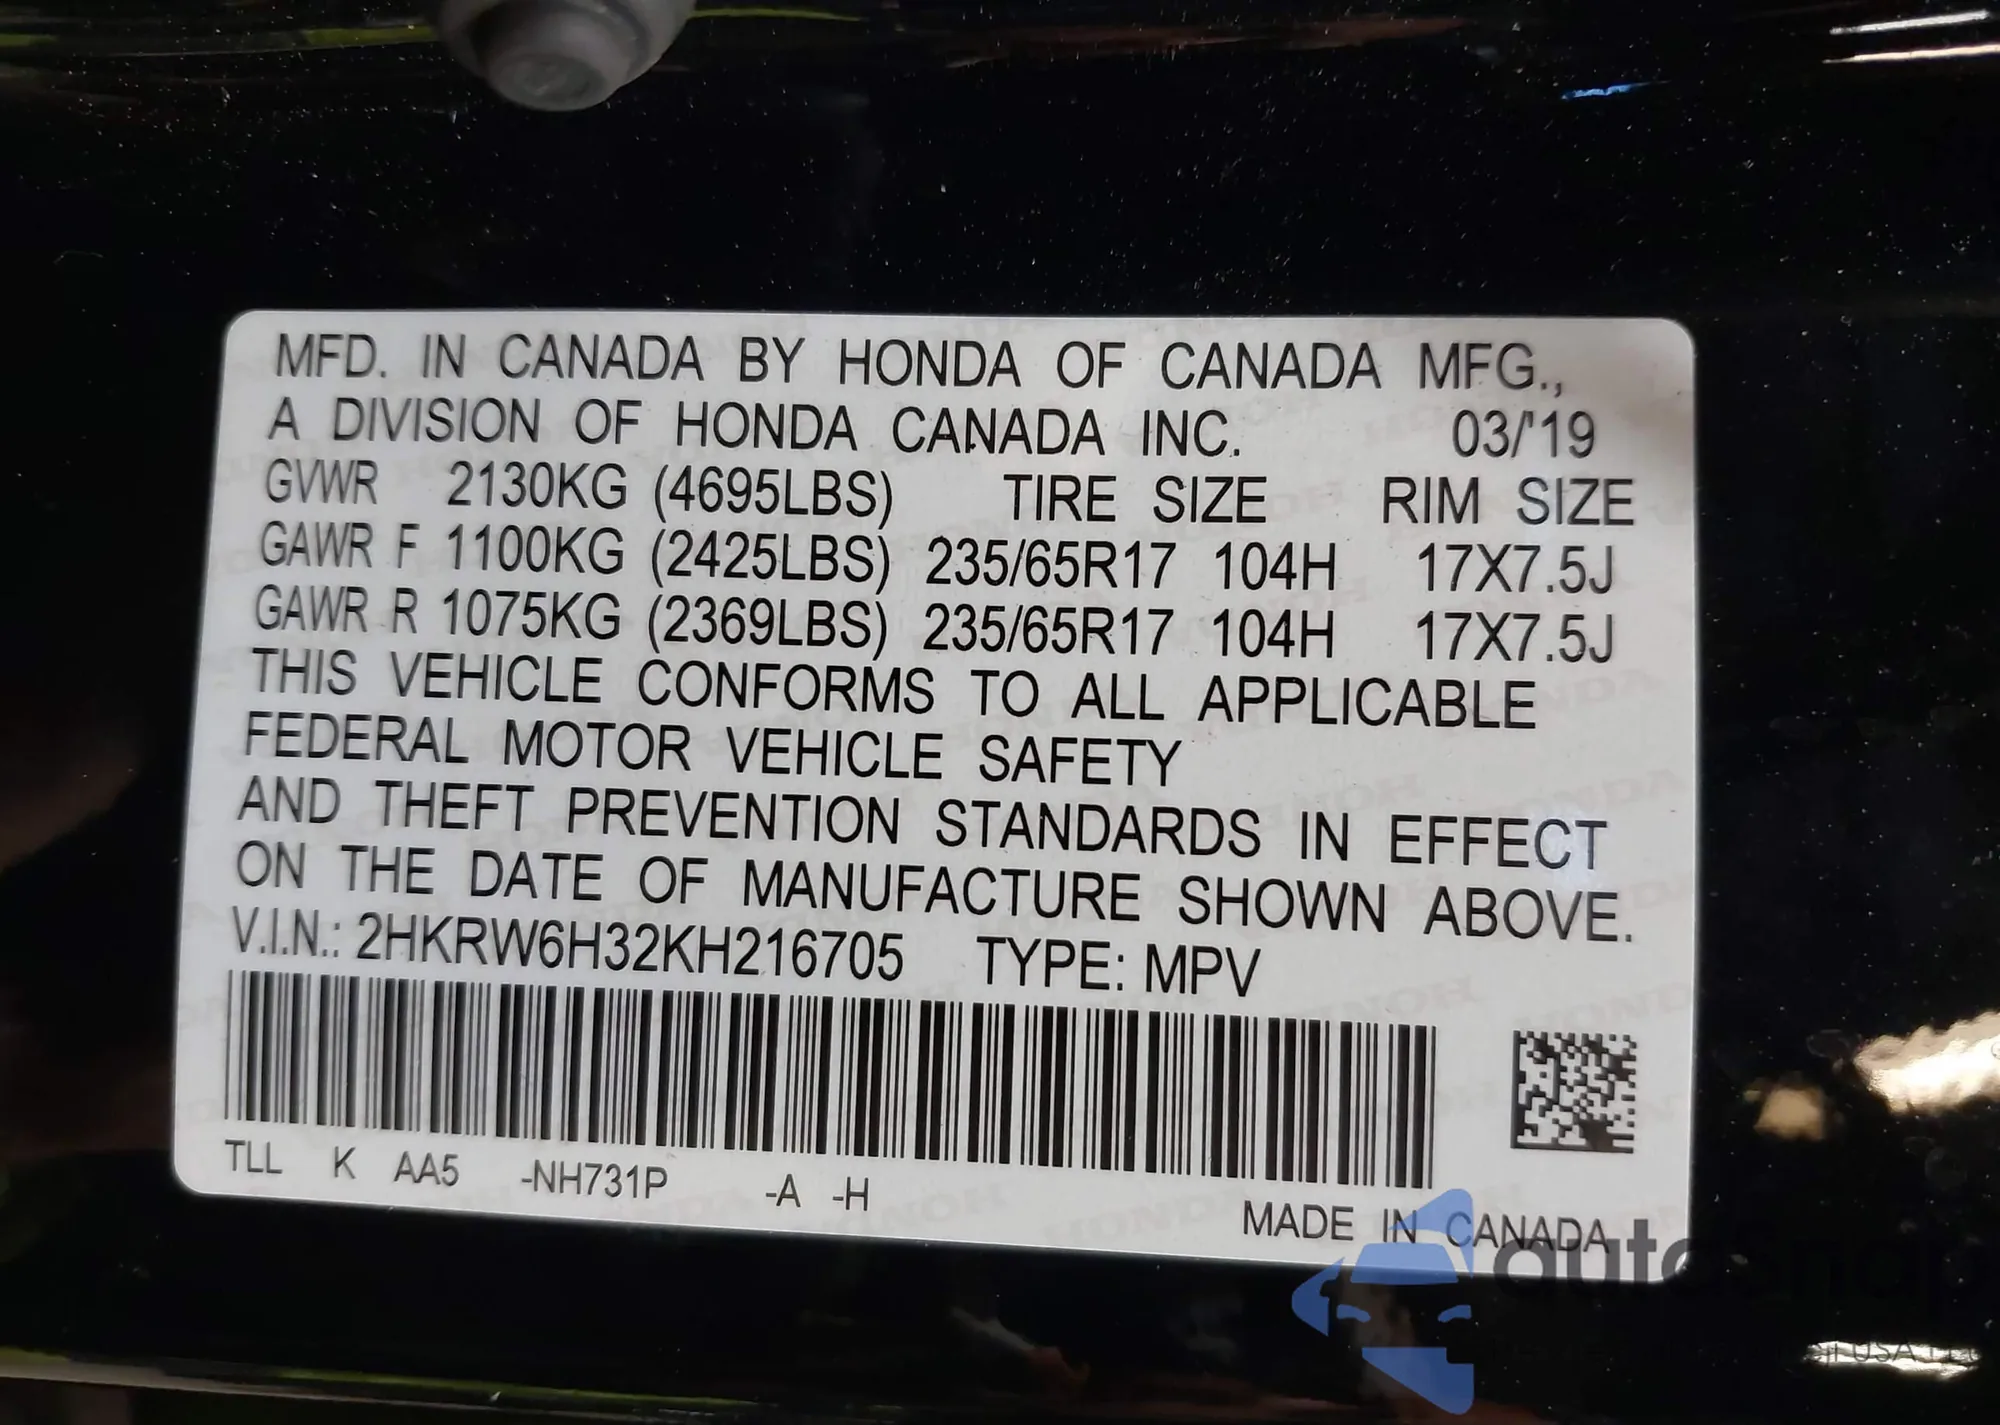 MFD. IN CANADA BY HONDA OF CANADA MFG.,
A DIVISION OF HONDA CANADA INC. 03/'19
GVWR 2130KG (4695LBS) TIRE SIZE RIM SIZE
GAWR F 1100KG (2425LBS) 235/65R17 104H 17X7.5J
GAWR R 1075KG (2369LBS) 235/65R17 104H 17X7.5J
THIS VEHICLE CONFORMS TO ALL APPLICABLE
FEDERAL MOTOR VEHICLE SAFETY
AND THEFT PREVENTION STANDARDS IN EFFECT
ON THE DATE OF MANUFACTURE SHOWN ABOVE.
V.I.N.: 2HKRW6H32KH216705 TYPE: MPV
TLL K AA5 -NH731P -A -H
MADE IN CANADA
USA